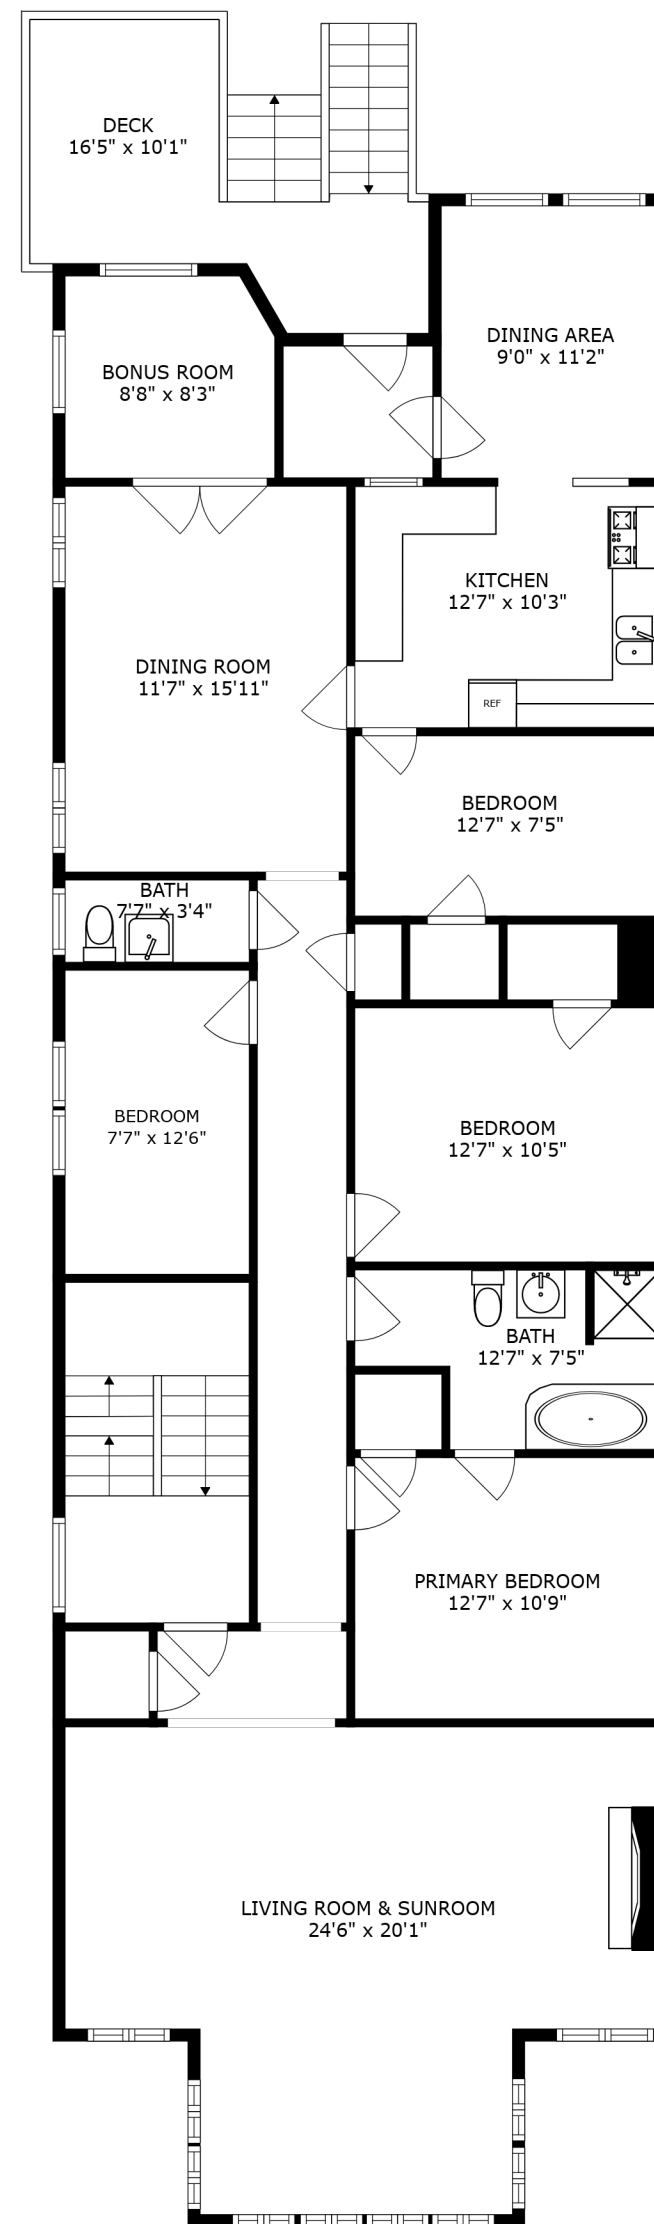 DECK
16'5" x 10'1"
DINING AREA
9'0" x 11'2"
BONUS ROOM
8'8" x 8'3"
KITCHEN
12'7" x 10'3"
DINING ROOM
11'7" x 15'11"
REF
BEDROOM
12'7" x 7'5"
BATH
7'7" x 3'4"
BEDROOM
7'7" x 12'6"
BEDROOM
12'7" x 10'5"
BATH
12'7" x 7'5"
PRIMARY BEDROOM
12'7" x 10'9"
LIVING ROOM & SUNROOM
24'6" x 20'1"